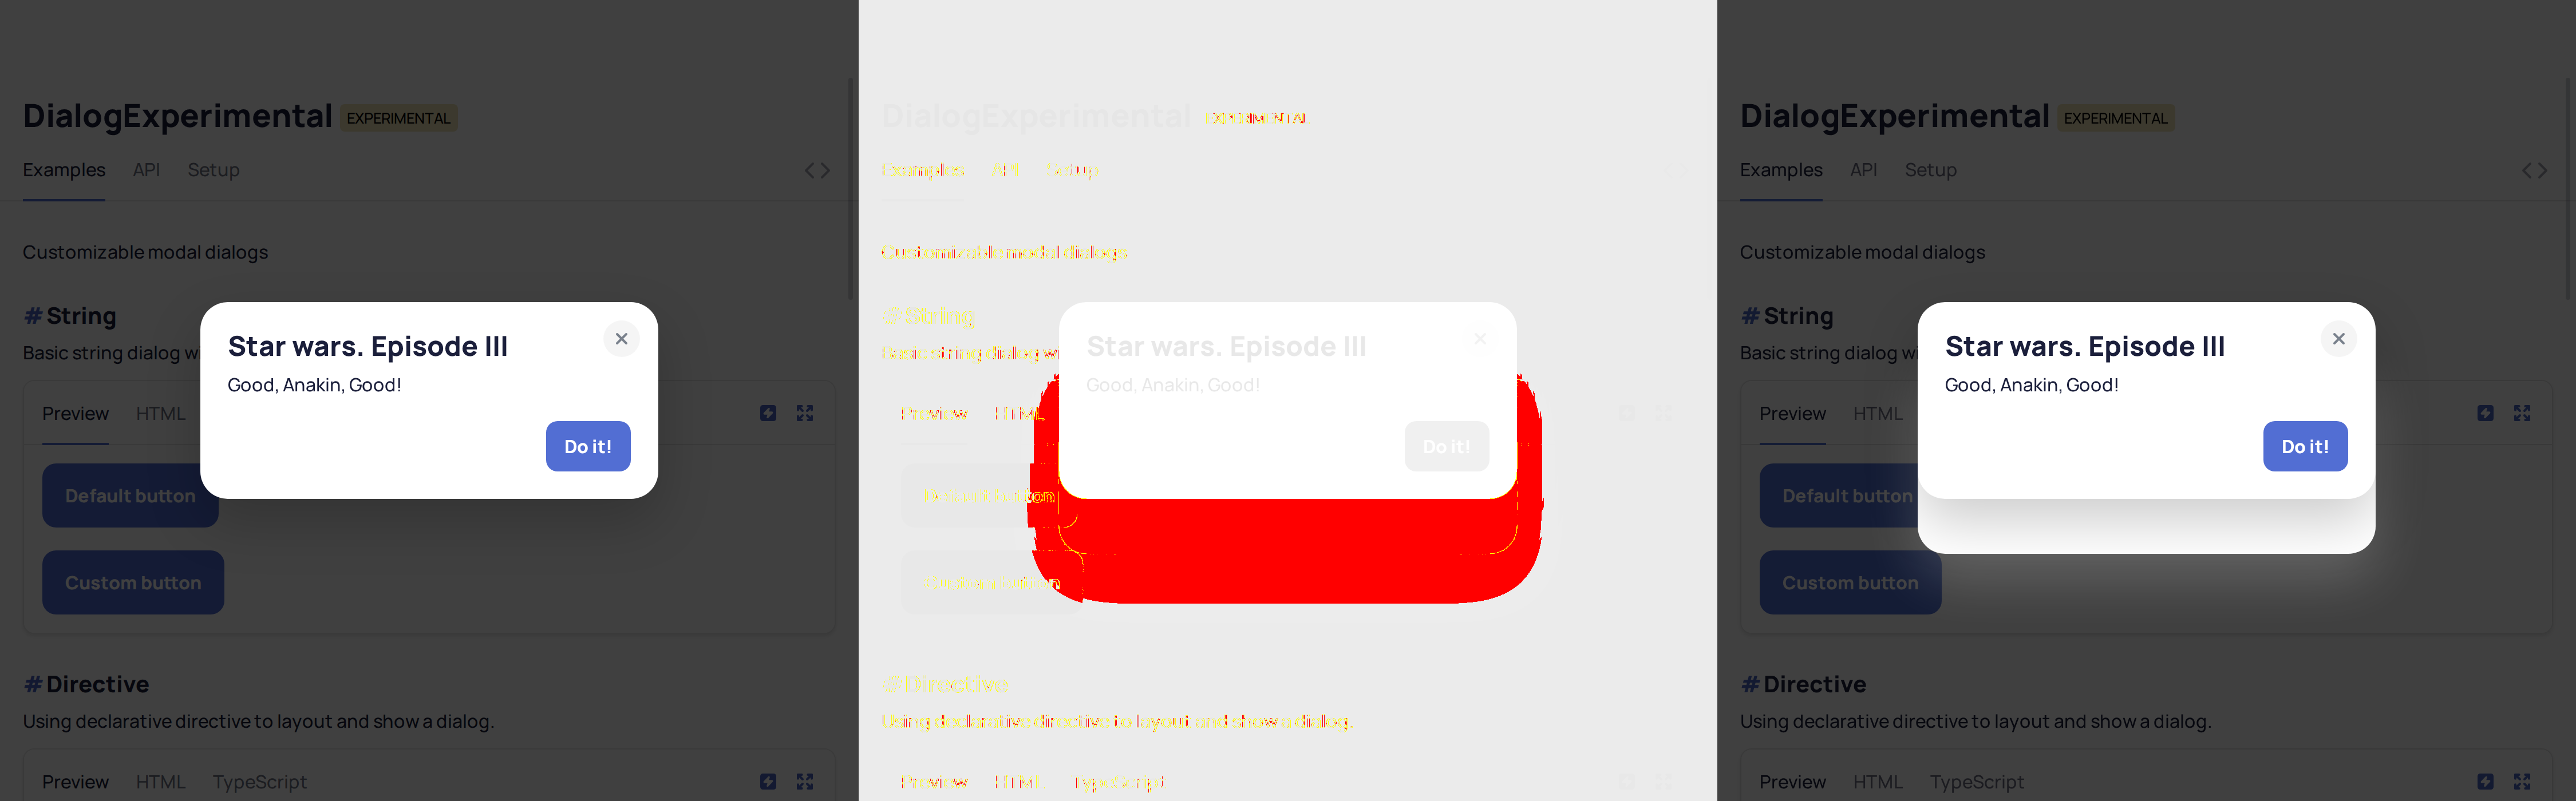 DialogExperimental EXPERIMENTAL
Examples API Setup
Customizable modal dialogs
# String
Basic string dialog
Star wars. Episode III
Good, Anakin, Good!
Do it!
Preview HTML
Default button
Custom button
# Directive
Using declarative directive to layout and show a dialog.
Preview HTML TypeScript
DialogExperimental EXPERIMENTAL
Examples API Setup
Customizable modal dialogs
# String
Basic string dialog
Star wars. Episode III
Good, Anakin, Good!
Do it!
Preview HTML
Default button
Custom button
# Directive
Using declarative directive to layout and show a dialog.
Preview HTML TypeScript
DialogExperimental EXPERIMENTAL
Examples API Setup
Customizable modal dialogs
# String
Basic string dialog
Star wars. Episode III
Good, Anakin, Good!
Do it!
Preview HTML
Default button
Custom button
# Directive
Using declarative directive to layout and show a dialog.
Preview HTML TypeScript